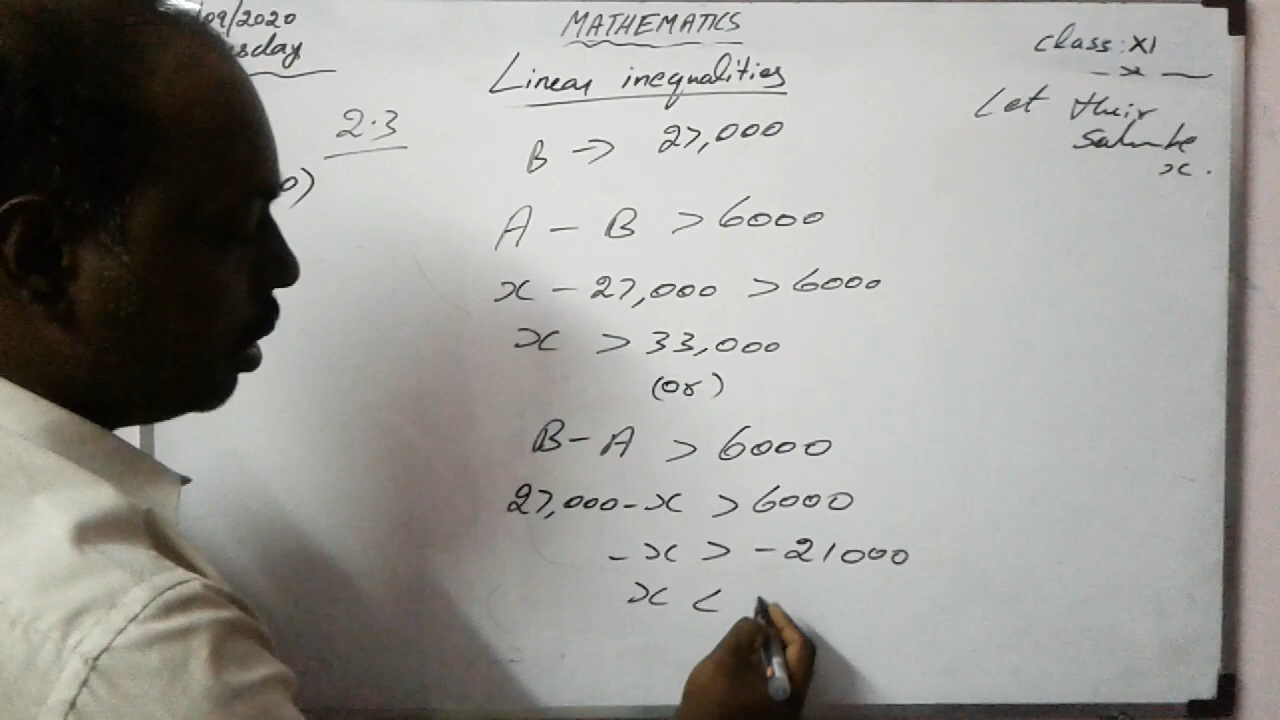 /09/2020
sday
MATHEMATICS
Linear inequalities
Class: XI
Let their
x.
2.3
B → 27,000
A - B > 6000
x - 27,000 > 6000
x > 33,000
(or)
B - A > 6000
27,000 - x > 6000
- x > - 21000
x <